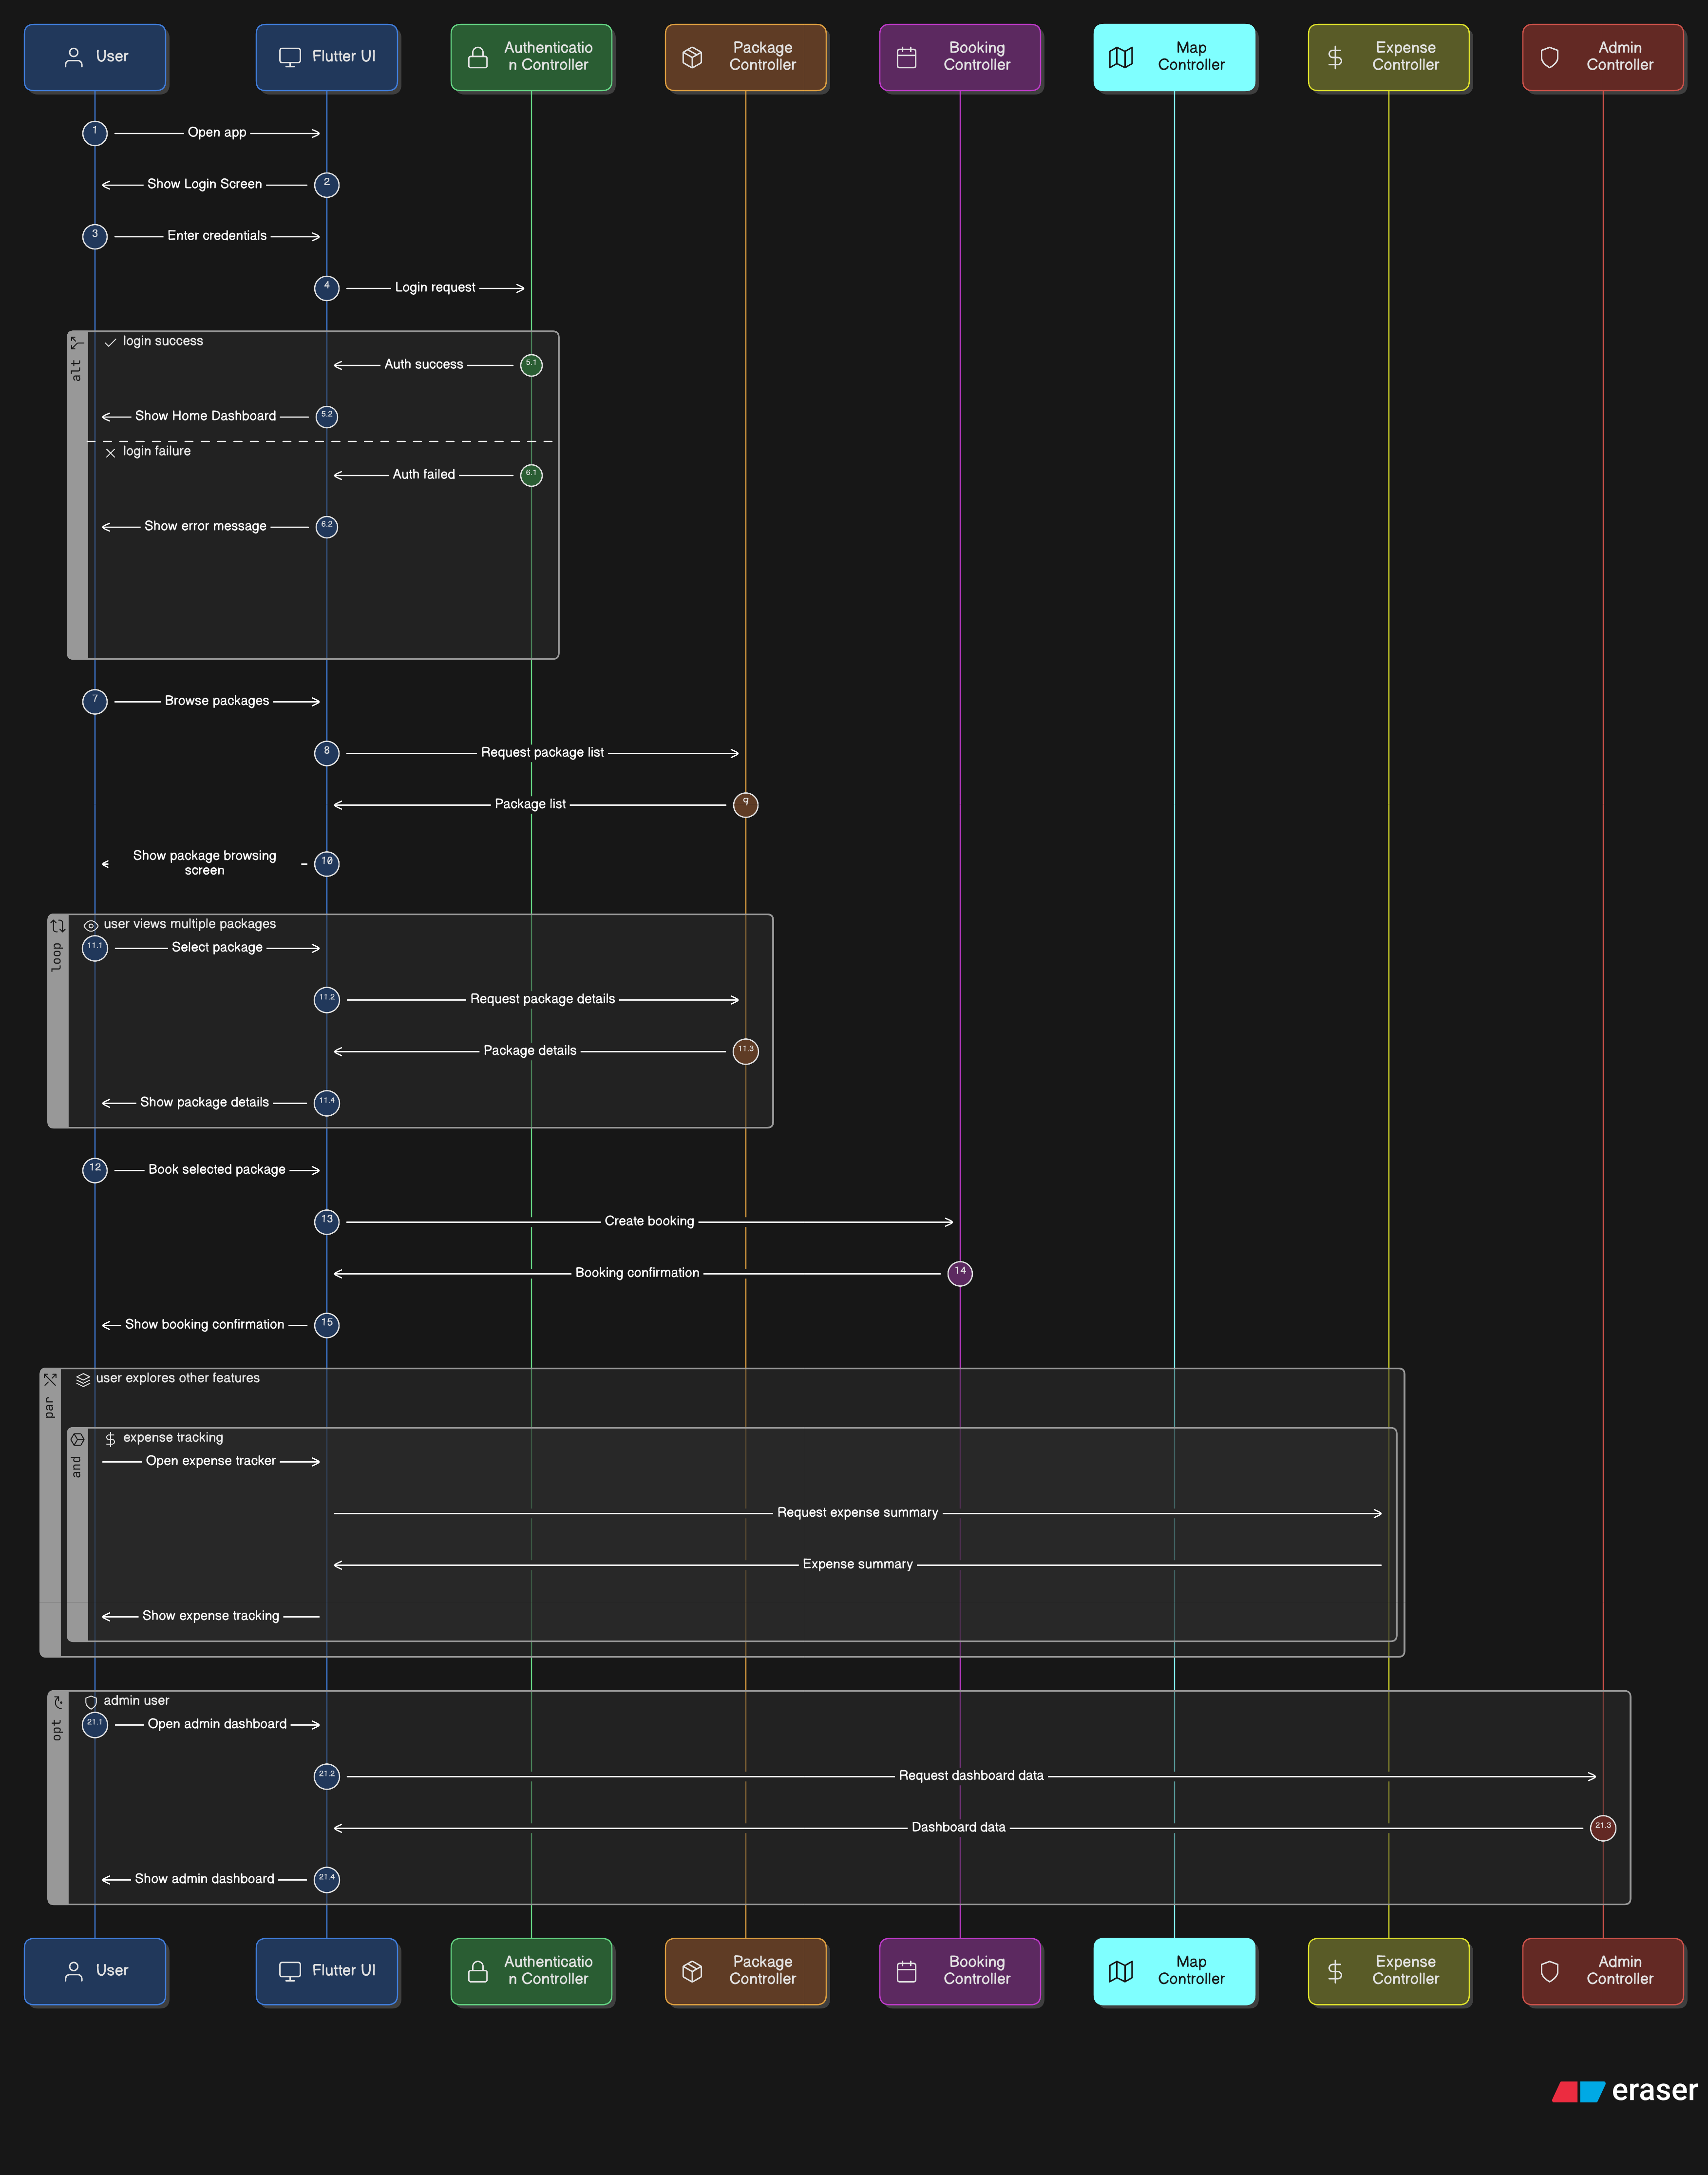 User
Flutter UI
Authenticatio
n Controller
Package
Controller
Booking
Controller
Map
Controller
Expense
Controller
Admin
Controller
1
Open app
Show Login Screen
2
3
Enter credentials
4
Login request
alt
login success
Auth success
5.1
Show Home Dashboard
5.2
login failure
Auth failed
6.1
Show error message
6.2
7
Browse packages
8
Request package list
Package list
9
Show package browsing
screen
10
loop
user views multiple packages
11.1
Select package
11.2
Request package details
Package details
11.3
Show package details
11.4
12
Book selected package
13
Create booking
Booking confirmation
14
Show booking confirmation
15
par
user explores other features
and
expense tracking
Open expense tracker
Request expense summary
Expense summary
Show expense tracking
opt
admin user
21.1
Open admin dashboard
21.2
Request dashboard data
Dashboard data
21.3
Show admin dashboard
21.4
User
Flutter UI
Authenticatio
n Controller
Package
Controller
Booking
Controller
Map
Controller
Expense
Controller
Admin
Controller
eraser